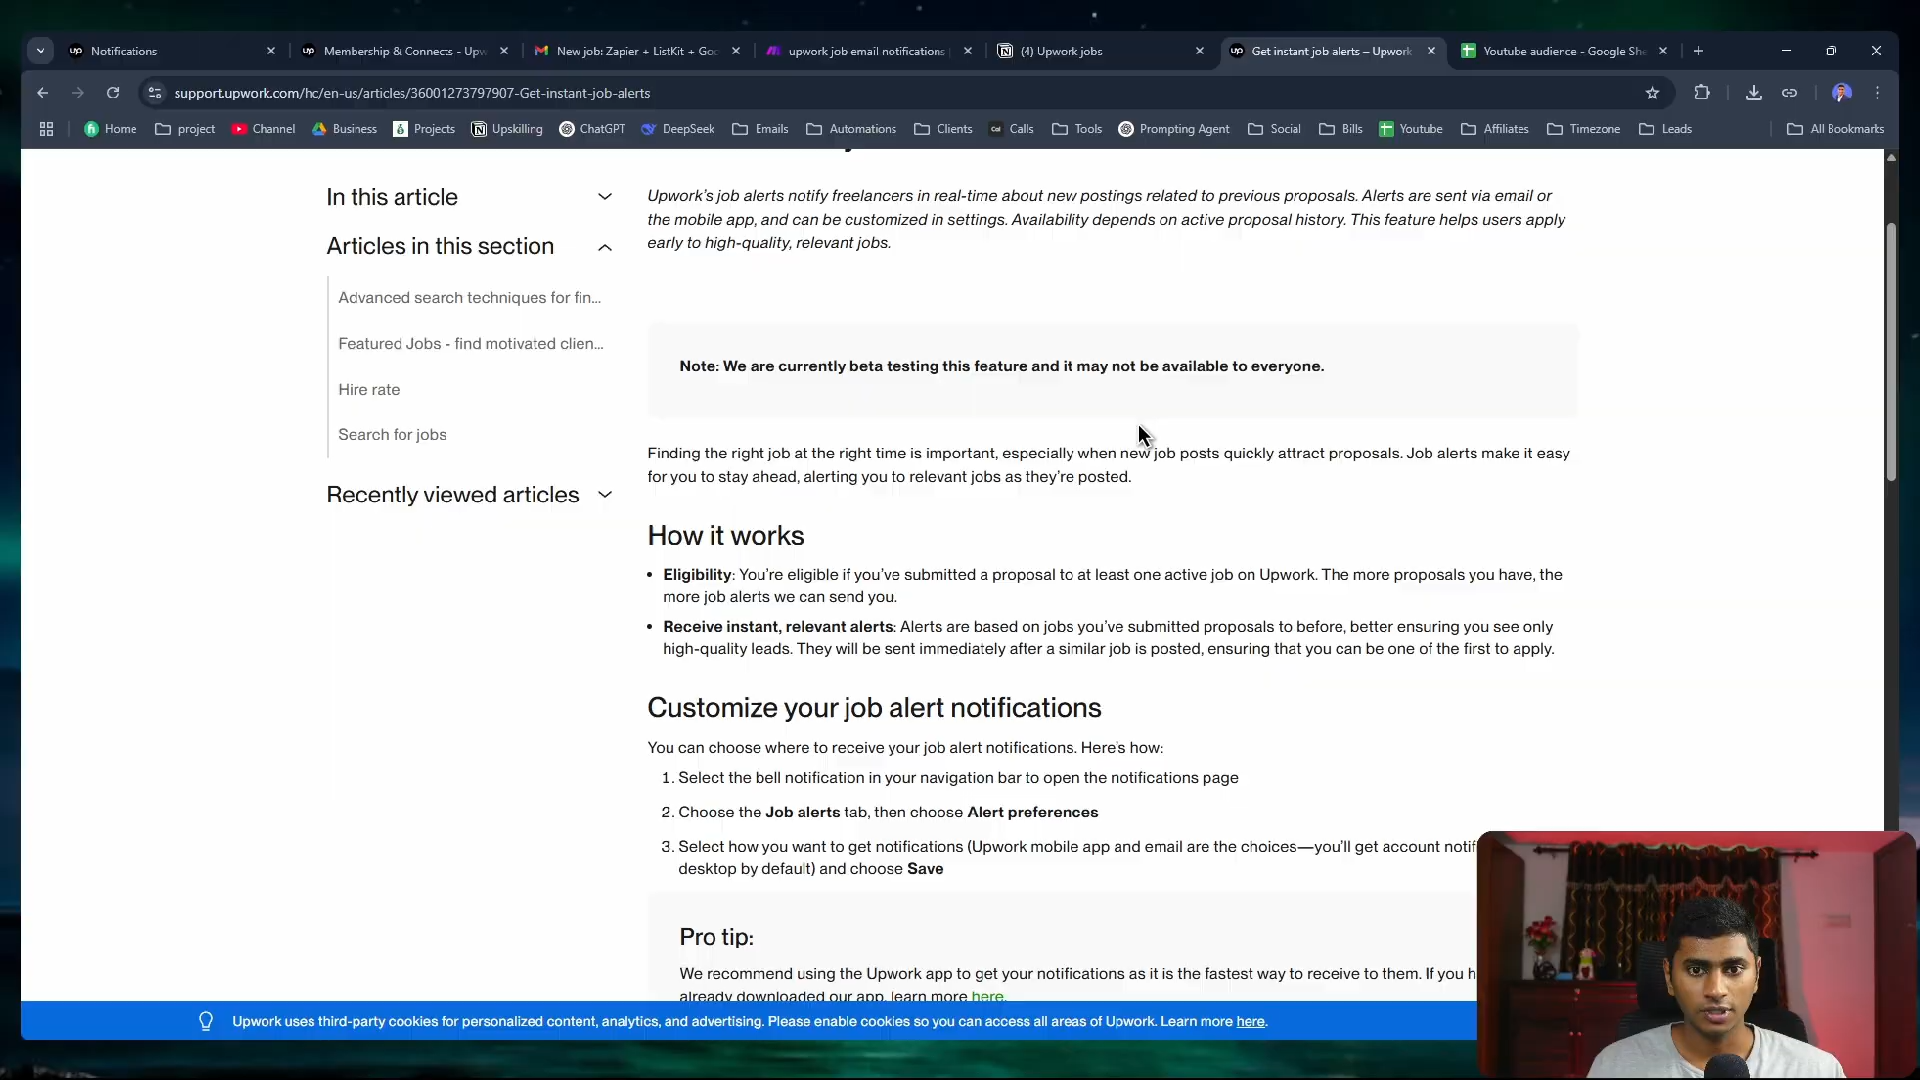 Notifications
Membership & Connects - Upw
New job: Zapier + ListKit + Goo
upwork job email notifications
(4) Upwork jobs
Get instant job alerts – Upwork
Youtube audience - Google She
support.upwork.com/hc/en-us/articles/36001273797907-Get-instant-job-alerts
Home project Channel Business Projects Upskilling ChatGPT DeepSeek Emails Automations Clients Cal Calls Tools Prompting Agent Social Bills Youtube Affiliates Timezone Leads All Bookmarks
In this article
Articles in this section
Advanced search techniques for fin...
Featured Jobs - find motivated clien...
Hire rate
Search for jobs
Recently viewed articles
Upwork's job alerts notify freelancers in real-time about new postings related to previous proposals. Alerts are sent via email or
the mobile app, and can be customized in settings. Availability depends on active proposal history. This feature helps users apply
early to high-quality, relevant jobs.
Note: We are currently beta testing this feature and it may not be available to everyone.
Finding the right job at the right time is important, especially when new job posts quickly attract proposals. Job alerts make it easy
for you to stay ahead, alerting you to relevant jobs as they're posted.
How it works
• Eligibility: You're eligible if you've submitted a proposal to at least one active job on Upwork. The more proposals you have, the
more job alerts we can send you.
• Receive instant, relevant alerts: Alerts are based on jobs you've submitted proposals to before, better ensuring you see only
high-quality leads. They will be sent immediately after a similar job is posted, ensuring that you can be one of the first to apply.
Customize your job alert notifications
You can choose where to receive your job alert notifications. Here's how:
1. Select the bell notification in your navigation bar to open the notifications page
2. Choose the Job alerts tab, then choose Alert preferences
3. Select how you want to get notifications (Upwork mobile app and email are the choices—you'll get account notif
desktop by default) and choose Save
Pro tip:
We recommend using the Upwork app to get your notifications as it is the fastest way to receive to them. If you h
already downloaded our app, learn more here.
Upwork uses third-party cookies for personalized content, analytics, and advertising. Please enable cookies so you can access all areas of Upwork. Learn more here.